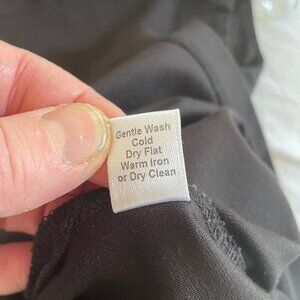 Gentle Wash
Cold
Dry Flat
Warm Iron
or Dry Clean